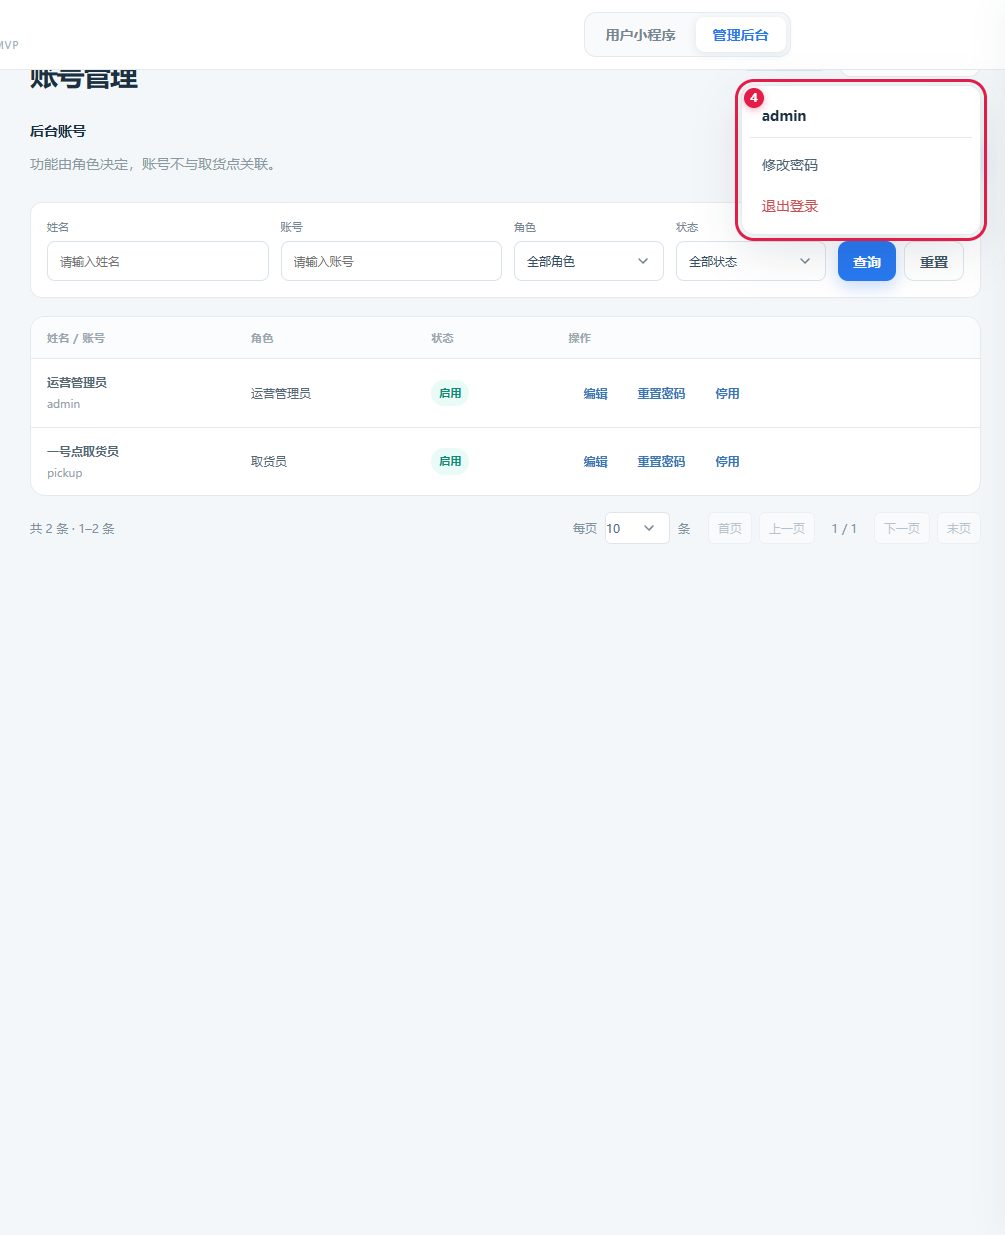 MVP
用户小程序 管理后台
账号管理
4
admin
后台账号
功能由角色决定，账号不与取货点关联。
修改密码
退出登录
姓名 账号 角色 状态
请输入姓名 请输入账号 全部角色 全部状态 查询 重置
姓名 / 账号 角色 状态 操作
运营管理员
admin
运营管理员 启用 编辑 重置密码 停用
一号点取货员
pickup
取货员 启用 编辑 重置密码 停用
共 2 条 · 1–2 条 每页 10 条 首页 上一页 1 / 1 下一页 末页